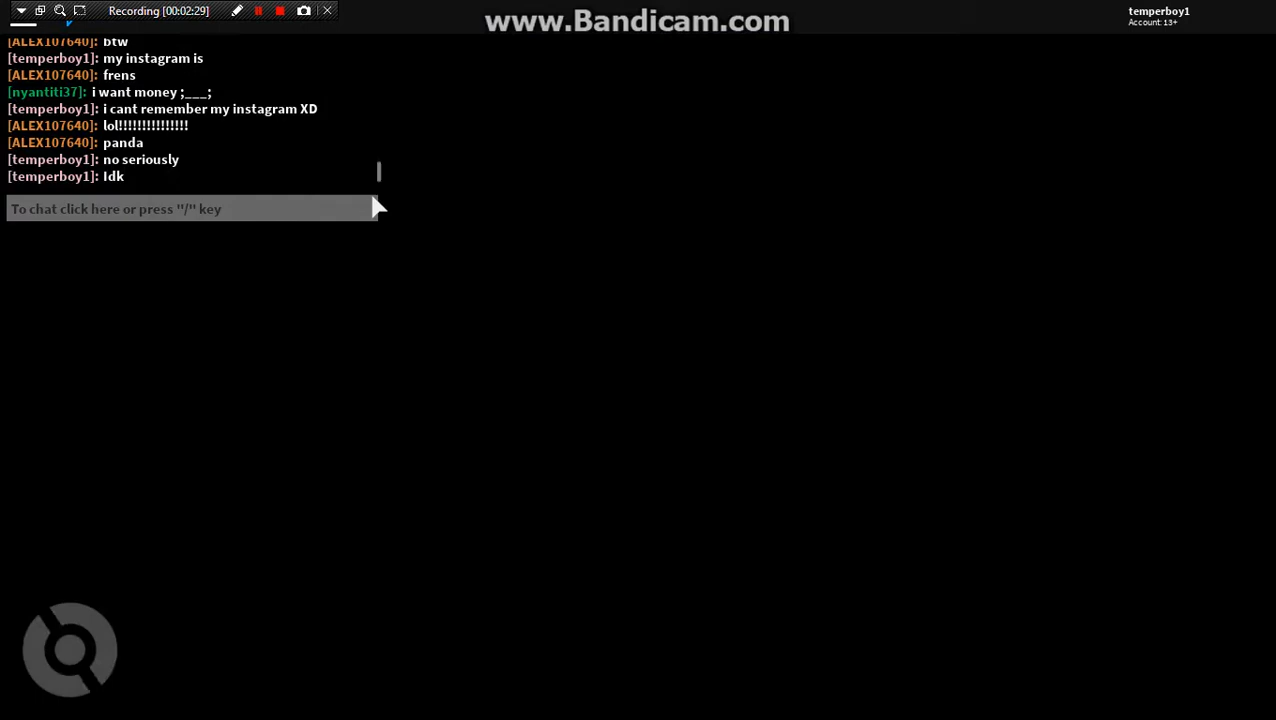 Recording [00:02:29]
www.Bandicam.com
temperboy1
Account: 13+
[ALEX107640]: btw
[temperboy1]: my instagram is
[ALEX107640]: frens
[nyantiti37]: i want money ;___;
[temperboy1]: i cant remember my instagram XD
[ALEX107640]: lol!!!!!!!!!!!!!!!
[ALEX107640]: panda
[temperboy1]: no seriously
[temperboy1]: Idk
To chat click here or press "/" key